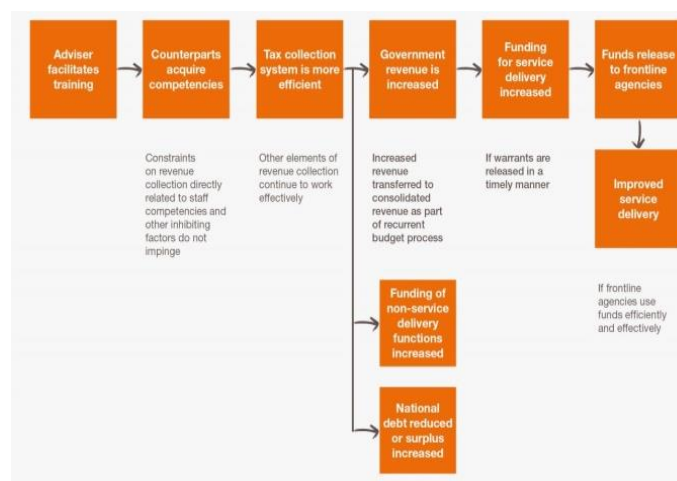 Adviser
facilitates
training
Counterparts
acquire
competencies
Tax collection
system is more
efficient
Government
revenue is
increased
Funding
for service
delivery
increased
Funds release
to frontline
agencies
Constraints
on revenue
collection directly
related to staff
competencies and
other inhibiting
factors do not
impinge
Other elements of
revenue collection
continue to work
effectively
Increased
revenue
transferred to
consolidated
revenue as part
of recurrent
budget process
If warrants are
released in a
timely manner
Improved
service
delivery
If frontline
agencies use
funds efficiently
and effectively
Funding of
non-service
delivery
functions
increased
National
debt reduced
or surplus
increased